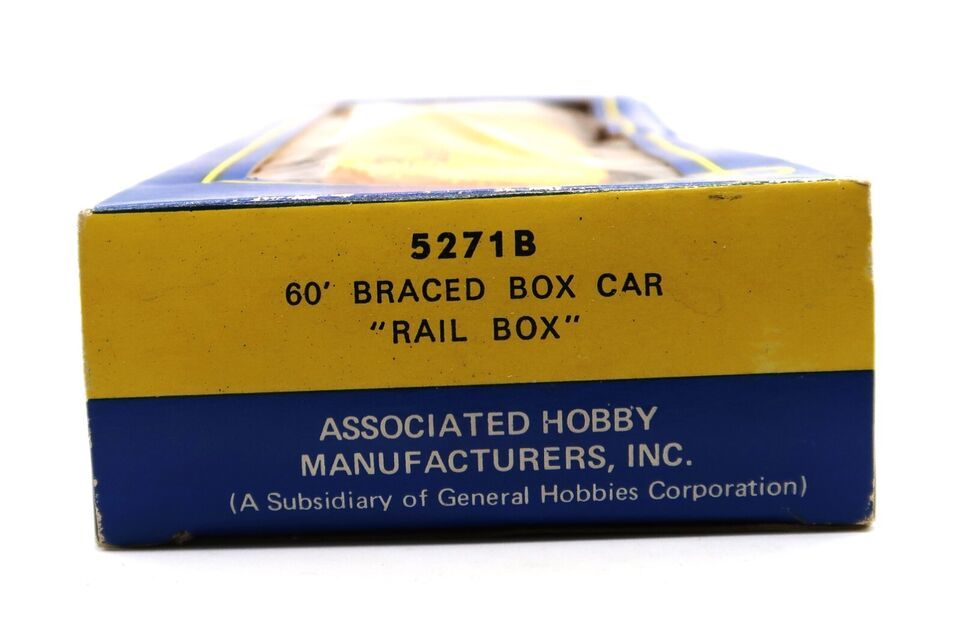 5271B
60' BRACED BOX CAR
"RAIL BOX"
ASSOCIATED HOBBY
MANUFACTURERS, INC.
(A Subsidiary of General Hobbies Corporation)